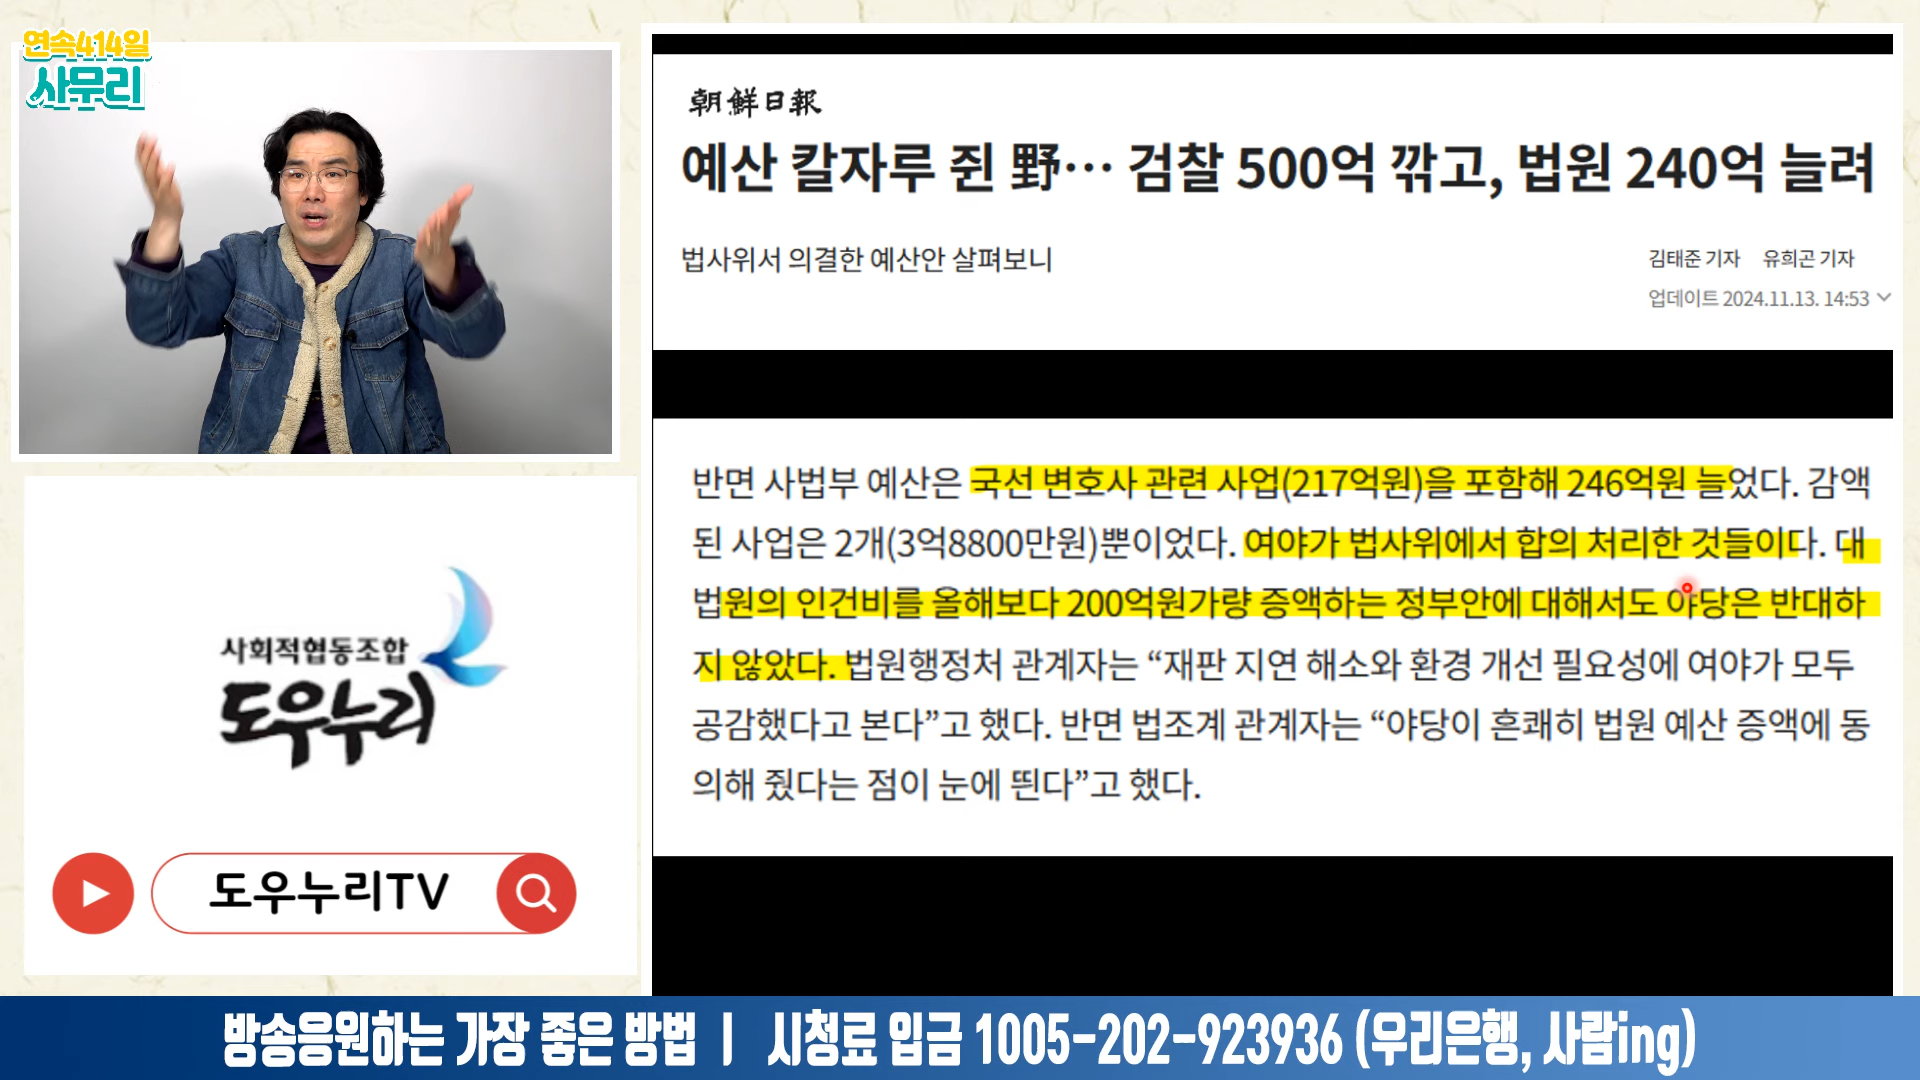 연속414일
사무리
朝鮮日報
예산 칼자루 쥔 野… 검찰 500억 깎고, 법원 240억 늘려
법사위서 의결한 예산안 살펴보니
김태준 기자 유희곤 기자
업데이트 2024.11.13. 14:53
반면 사법부 예산은 국선 변호사 관련 사업(217억원)을 포함해 246억원 늘었다. 감액
된 사업은 2개(3억8800만원)뿐이었다. 여야가 법사위에서 합의 처리한 것들이다. 대
법원의 인건비를 올해보다 200억원가량 증액하는 정부안에 대해서도 야당은 반대하
지 않았다. 법원행정처 관계자는 “재판 지연 해소와 환경 개선 필요성에 여야가 모두
공감했다고 본다”고 했다. 반면 법조계 관계자는 “야당이 흔쾌히 법원 예산 증액에 동
의해 줬다는 점이 눈에 띈다”고 했다.
사회적협동조합
도우누리
도우누리TV
방송응원하는 가장 좋은 방법 | 시청료 입금 1005-202-923936 (우리은행, 사람ing)